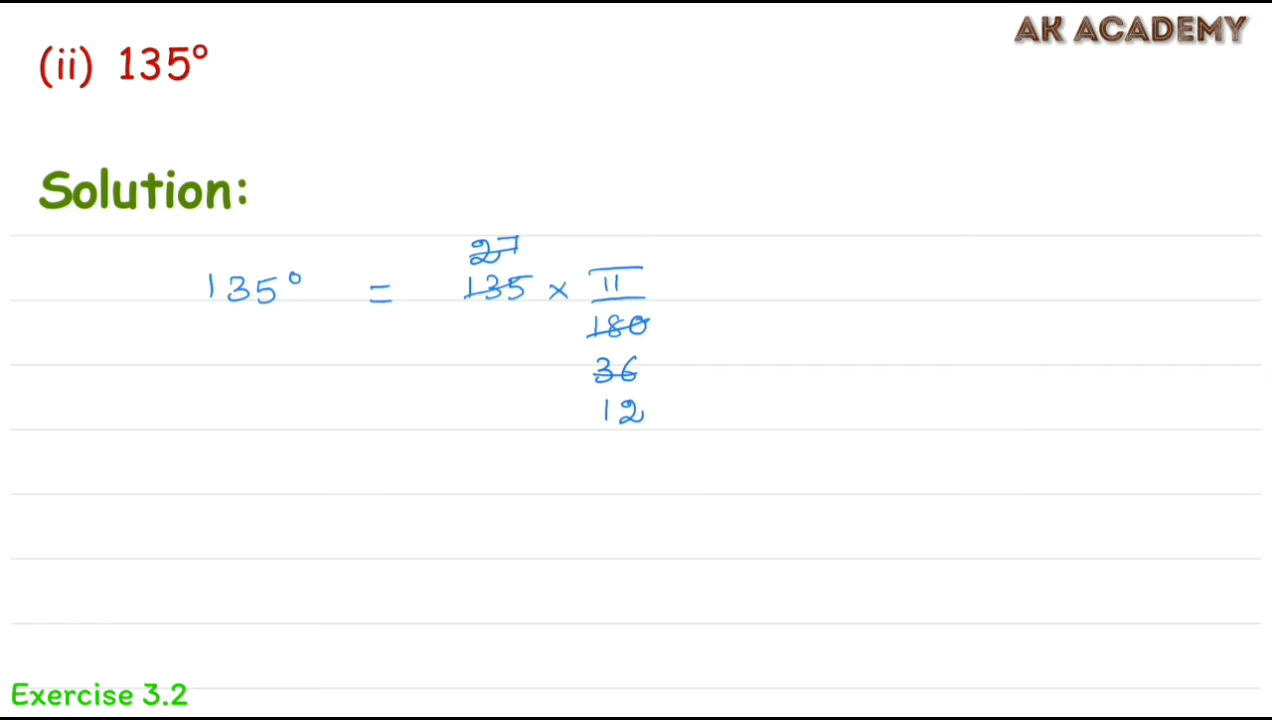 AK ACADEMY
(ii) 135°
Solution:
27
135° = 135 × π
180
36
12
Exercise 3.2